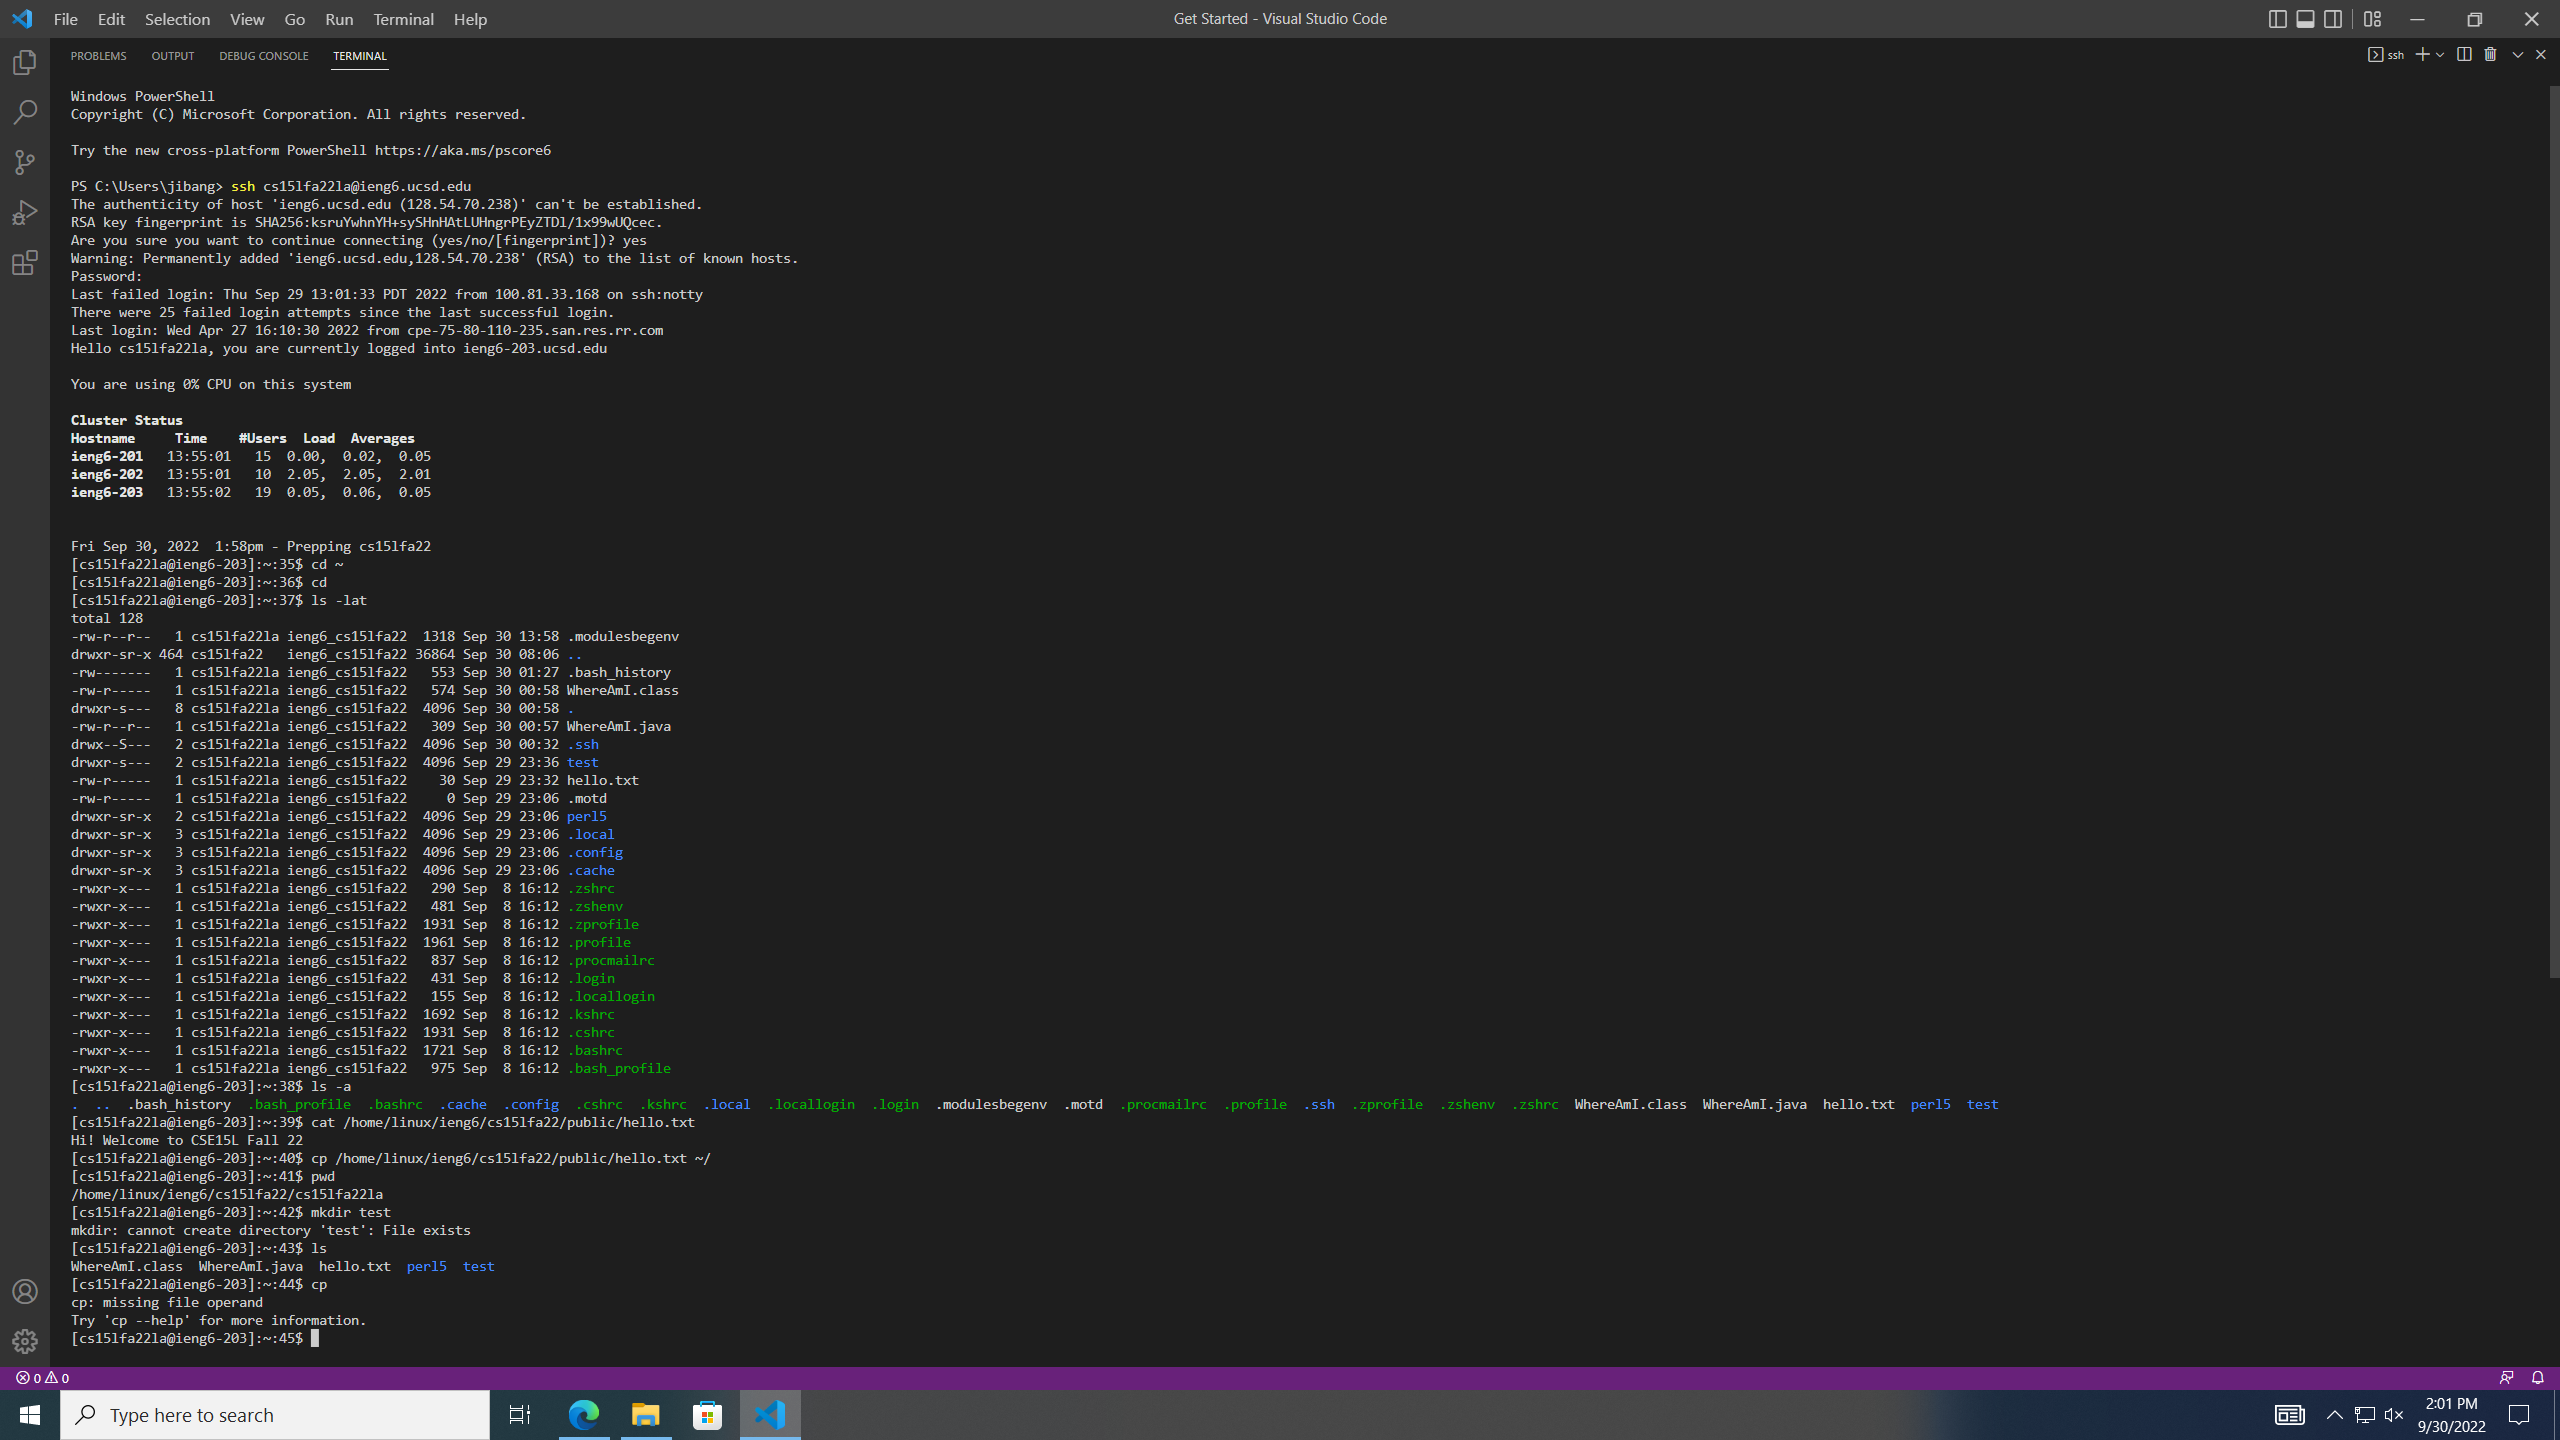 File Edit Selection View Go Run Terminal Help
Get Started - Visual Studio Code
PROBLEMS OUTPUT DEBUG CONSOLE TERMINAL
ssh
Windows PowerShell
Copyright (C) Microsoft Corporation. All rights reserved.
Try the new cross-platform PowerShell https://aka.ms/pscore6
PS C:\Users\jibang> ssh cs15lfa22la@ieng6.ucsd.edu
The authenticity of host 'ieng6.ucsd.edu (128.54.70.238)' can't be established.
RSA key fingerprint is SHA256:ksruYwhnYH+sySHnHAtLUHngrPEyZTDl/1x99wUQcec.
Are you sure you want to continue connecting (yes/no/[fingerprint])? yes
Warning: Permanently added 'ieng6.ucsd.edu,128.54.70.238' (RSA) to the list of known hosts.
Password:
Last failed login: Thu Sep 29 13:01:33 PDT 2022 from 100.81.33.168 on ssh:notty
There were 25 failed login attempts since the last successful login.
Last login: Wed Apr 27 16:10:30 2022 from cpe-75-80-110-235.san.res.rr.com
Hello cs15lfa22la, you are currently logged into ieng6-203.ucsd.edu
You are using 0% CPU on this system
Cluster Status
Hostname     Time    #Users  Load  Averages
ieng6-201   13:55:01   15  0.00,  0.02,  0.05
ieng6-202   13:55:01   10  2.05,  2.05,  2.01
ieng6-203   13:55:02   19  0.05,  0.06,  0.05
Fri Sep 30, 2022  1:58pm - Prepping cs15lfa22
[cs15lfa22la@ieng6-203]:~:35$ cd ~
[cs15lfa22la@ieng6-203]:~:36$ cd
[cs15lfa22la@ieng6-203]:~:37$ ls -lat
total 128
-rw-r--r--   1 cs15lfa22la ieng6_cs15lfa22  1318 Sep 30 13:58 .modulesbegenv
drwxr-sr-x 464 cs15lfa22   ieng6_cs15lfa22 36864 Sep 30 08:06 ..
-rw-------   1 cs15lfa22la ieng6_cs15lfa22   553 Sep 30 01:27 .bash_history
-rw-r-----   1 cs15lfa22la ieng6_cs15lfa22   574 Sep 30 00:58 WhereAmI.class
drwxr-s---   8 cs15lfa22la ieng6_cs15lfa22  4096 Sep 30 00:58 .
-rw-r--r--   1 cs15lfa22la ieng6_cs15lfa22   309 Sep 30 00:57 WhereAmI.java
drwx--S---   2 cs15lfa22la ieng6_cs15lfa22  4096 Sep 30 00:32 .ssh
drwxr-s---   2 cs15lfa22la ieng6_cs15lfa22  4096 Sep 29 23:36 test
-rw-r-----   1 cs15lfa22la ieng6_cs15lfa22    30 Sep 29 23:32 hello.txt
-rw-r-----   1 cs15lfa22la ieng6_cs15lfa22     0 Sep 29 23:06 .motd
drwxr-sr-x   2 cs15lfa22la ieng6_cs15lfa22  4096 Sep 29 23:06 perl5
drwxr-sr-x   3 cs15lfa22la ieng6_cs15lfa22  4096 Sep 29 23:06 .local
drwxr-sr-x   3 cs15lfa22la ieng6_cs15lfa22  4096 Sep 29 23:06 .config
drwxr-sr-x   3 cs15lfa22la ieng6_cs15lfa22  4096 Sep 29 23:06 .cache
-rwxr-x---   1 cs15lfa22la ieng6_cs15lfa22   290 Sep  8 16:12 .zshrc
-rwxr-x---   1 cs15lfa22la ieng6_cs15lfa22   481 Sep  8 16:12 .zshenv
-rwxr-x---   1 cs15lfa22la ieng6_cs15lfa22  1931 Sep  8 16:12 .zprofile
-rwxr-x---   1 cs15lfa22la ieng6_cs15lfa22  1961 Sep  8 16:12 .profile
-rwxr-x---   1 cs15lfa22la ieng6_cs15lfa22   837 Sep  8 16:12 .procmailrc
-rwxr-x---   1 cs15lfa22la ieng6_cs15lfa22   431 Sep  8 16:12 .login
-rwxr-x---   1 cs15lfa22la ieng6_cs15lfa22   155 Sep  8 16:12 .locallogin
-rwxr-x---   1 cs15lfa22la ieng6_cs15lfa22  1692 Sep  8 16:12 .kshrc
-rwxr-x---   1 cs15lfa22la ieng6_cs15lfa22  1931 Sep  8 16:12 .cshrc
-rwxr-x---   1 cs15lfa22la ieng6_cs15lfa22  1721 Sep  8 16:12 .bashrc
-rwxr-x---   1 cs15lfa22la ieng6_cs15lfa22   975 Sep  8 16:12 .bash_profile
[cs15lfa22la@ieng6-203]:~:38$ ls -a
.  ..  .bash_history  .bash_profile  .bashrc  .cache  .config  .cshrc  .kshrc  .local  .locallogin  .login  .modulesbegenv  .motd  .procmailrc  .profile  .ssh  .zprofile  .zshenv  .zshrc  WhereAmI.class  WhereAmI.java  hello.txt  perl5  test
[cs15lfa22la@ieng6-203]:~:39$ cat /home/linux/ieng6/cs15lfa22/public/hello.txt
Hi! Welcome to CSE15L Fall 22
[cs15lfa22la@ieng6-203]:~:40$ cp /home/linux/ieng6/cs15lfa22/public/hello.txt ~/
[cs15lfa22la@ieng6-203]:~:41$ pwd
/home/linux/ieng6/cs15lfa22/cs15lfa22la
[cs15lfa22la@ieng6-203]:~:42$ mkdir test
mkdir: cannot create directory 'test': File exists
[cs15lfa22la@ieng6-203]:~:43$ ls
WhereAmI.class  WhereAmI.java  hello.txt  perl5  test
[cs15lfa22la@ieng6-203]:~:44$ cp
cp: missing file operand
Try 'cp --help' for more information.
[cs15lfa22la@ieng6-203]:~:45$
0 0
Type here to search
2:01 PM
9/30/2022